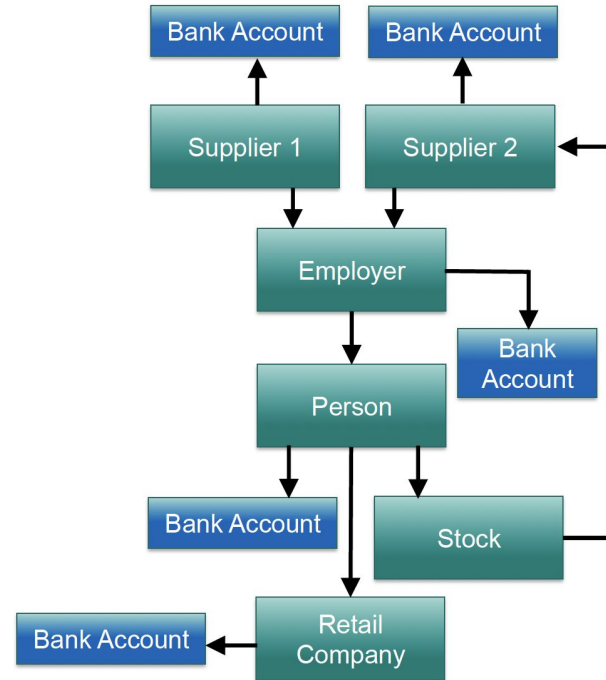 Bank Account
Bank Account
Supplier 1
Supplier 2
Employer
Bank
Account
Person
Bank Account
Stock
Retail
Company
Bank Account